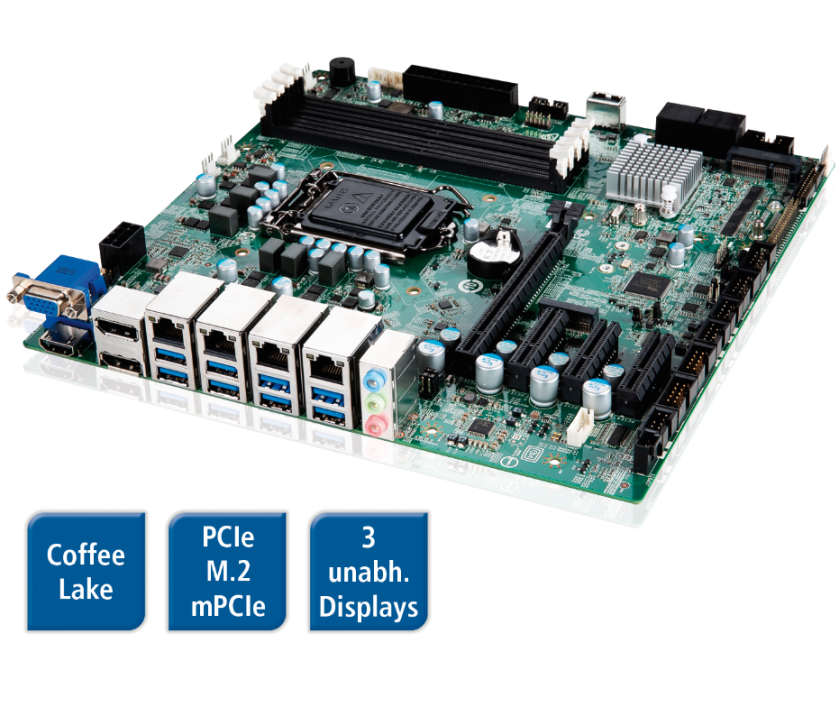 Coffee
Lake
PCIe
M.2
mPCIe
3
unabh.
Displays